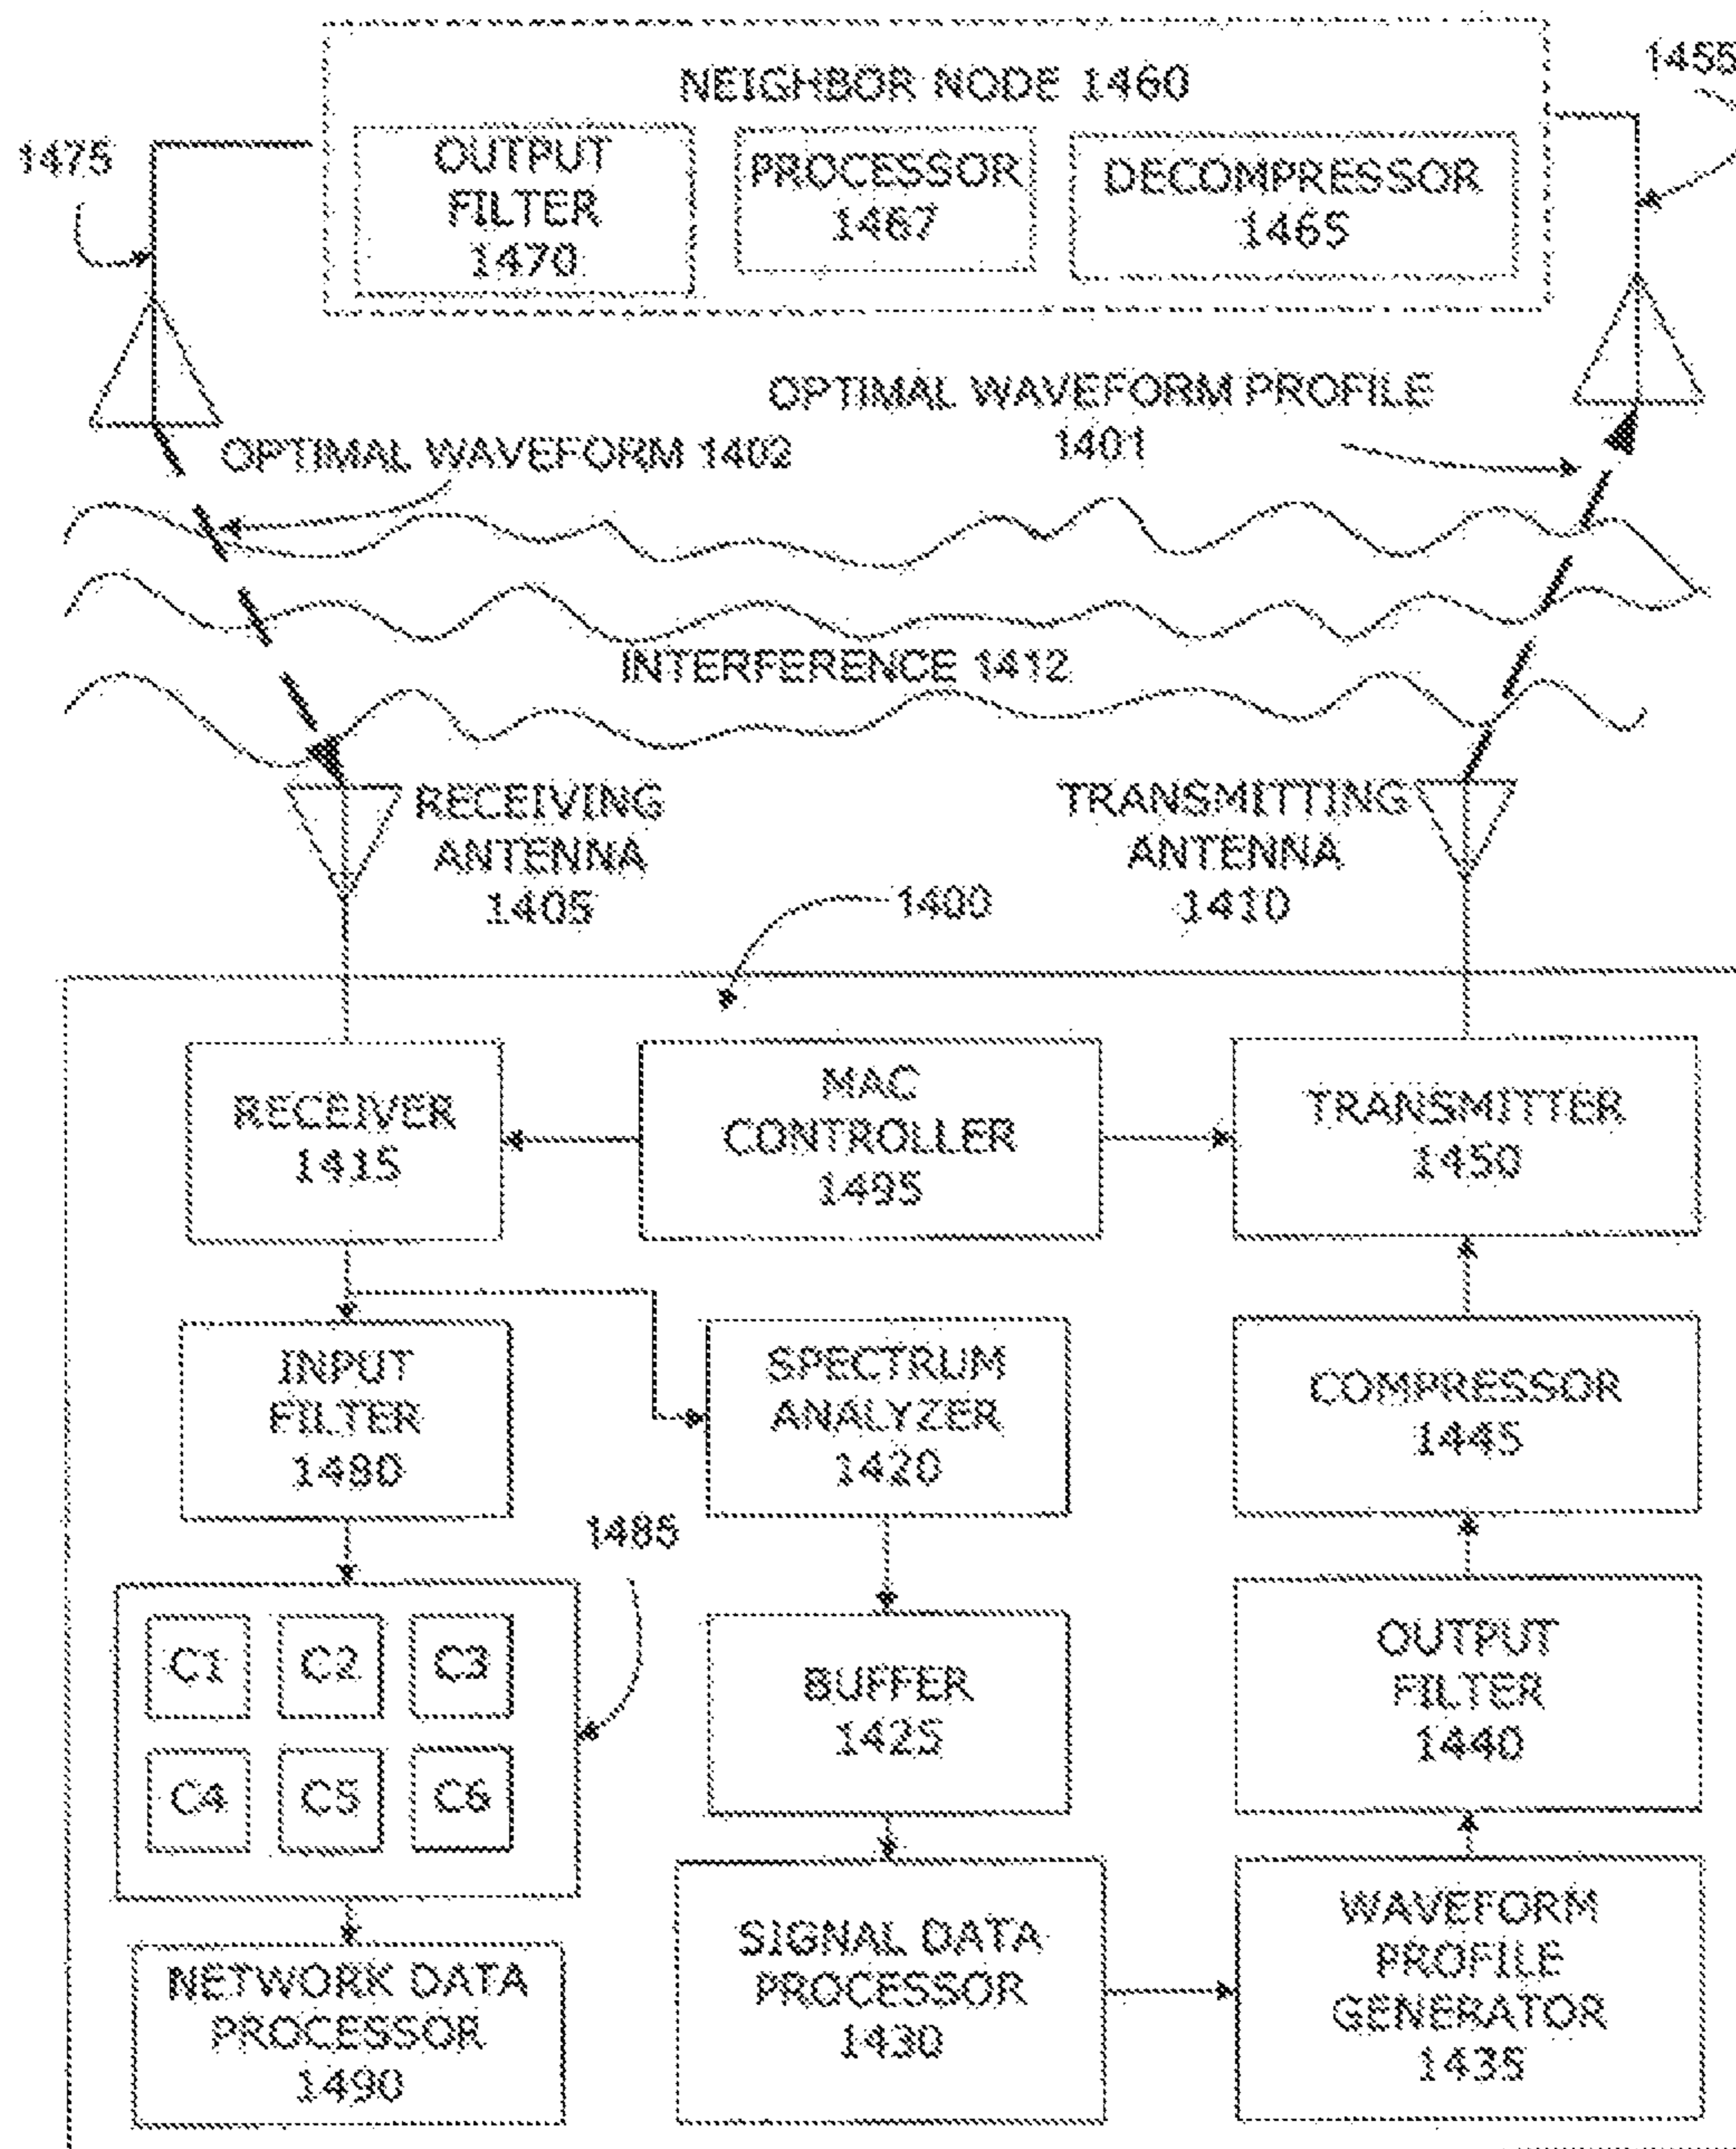 NEIGHBOR NODE 1460
1455
1475
OUTPUT
FILTER
1470
PROCESSOR
1467
DECOMPRESSOR
1465
OPTIMAL WAVEFORM PROFILE
1401
OPTIMAL WAVEFORM 1402
INTERFERENCE 1412
RECEIVING
ANTENNA
1405
TRANSMITTING
ANTENNA
1410
1400
RECEIVER
1415
MAC
CONTROLLER
1495
TRANSMITTER
1450
INPUT
FILTER
1480
SPECTRUM
ANALYZER
1420
COMPRESSOR
1445
1485
C1
C2
C3
C4
C5
C6
BUFFER
1425
OUTPUT
FILTER
1440
NETWORK DATA
PROCESSOR
1490
SIGNAL DATA
PROCESSOR
1430
WAVEFORM
PROFILE
GENERATOR
1435